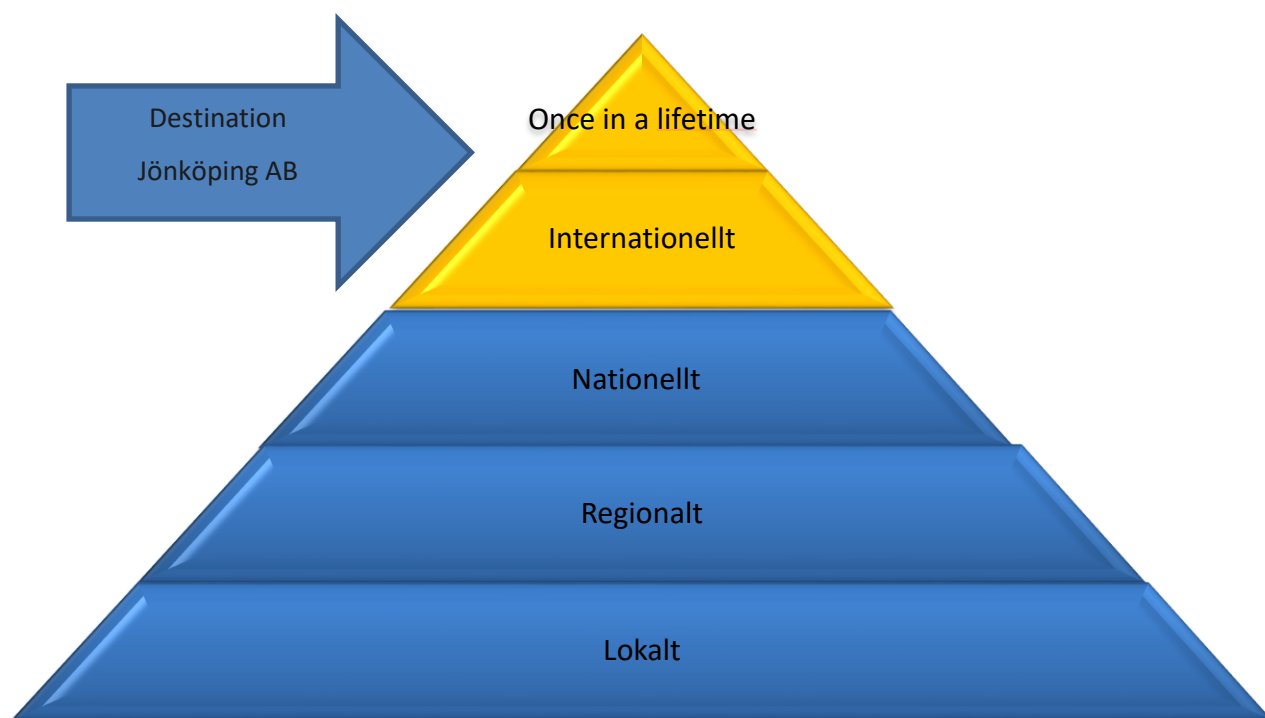 Destination
Jönköping AB
Once in a lifetime
Internationellt
Nationellt
Regionalt
Lokalt